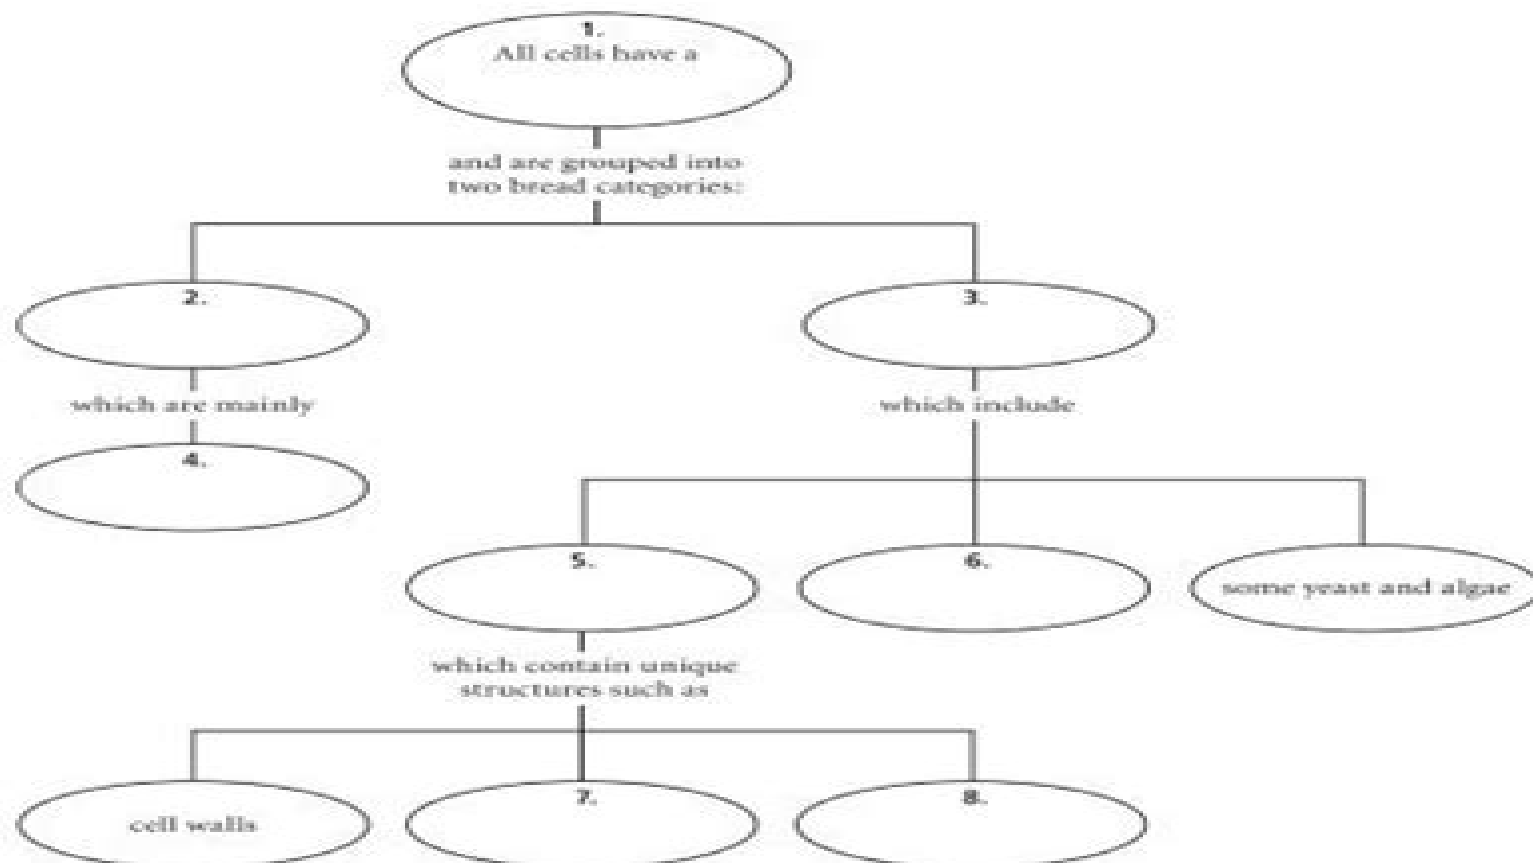 1.
All cells have a
and are grouped into
two bread categories:
2.
3.
which are mainly
which include
4.
5.
6.
some yeast and algae
which contain unique
structures such as
cell walls
7.
8.